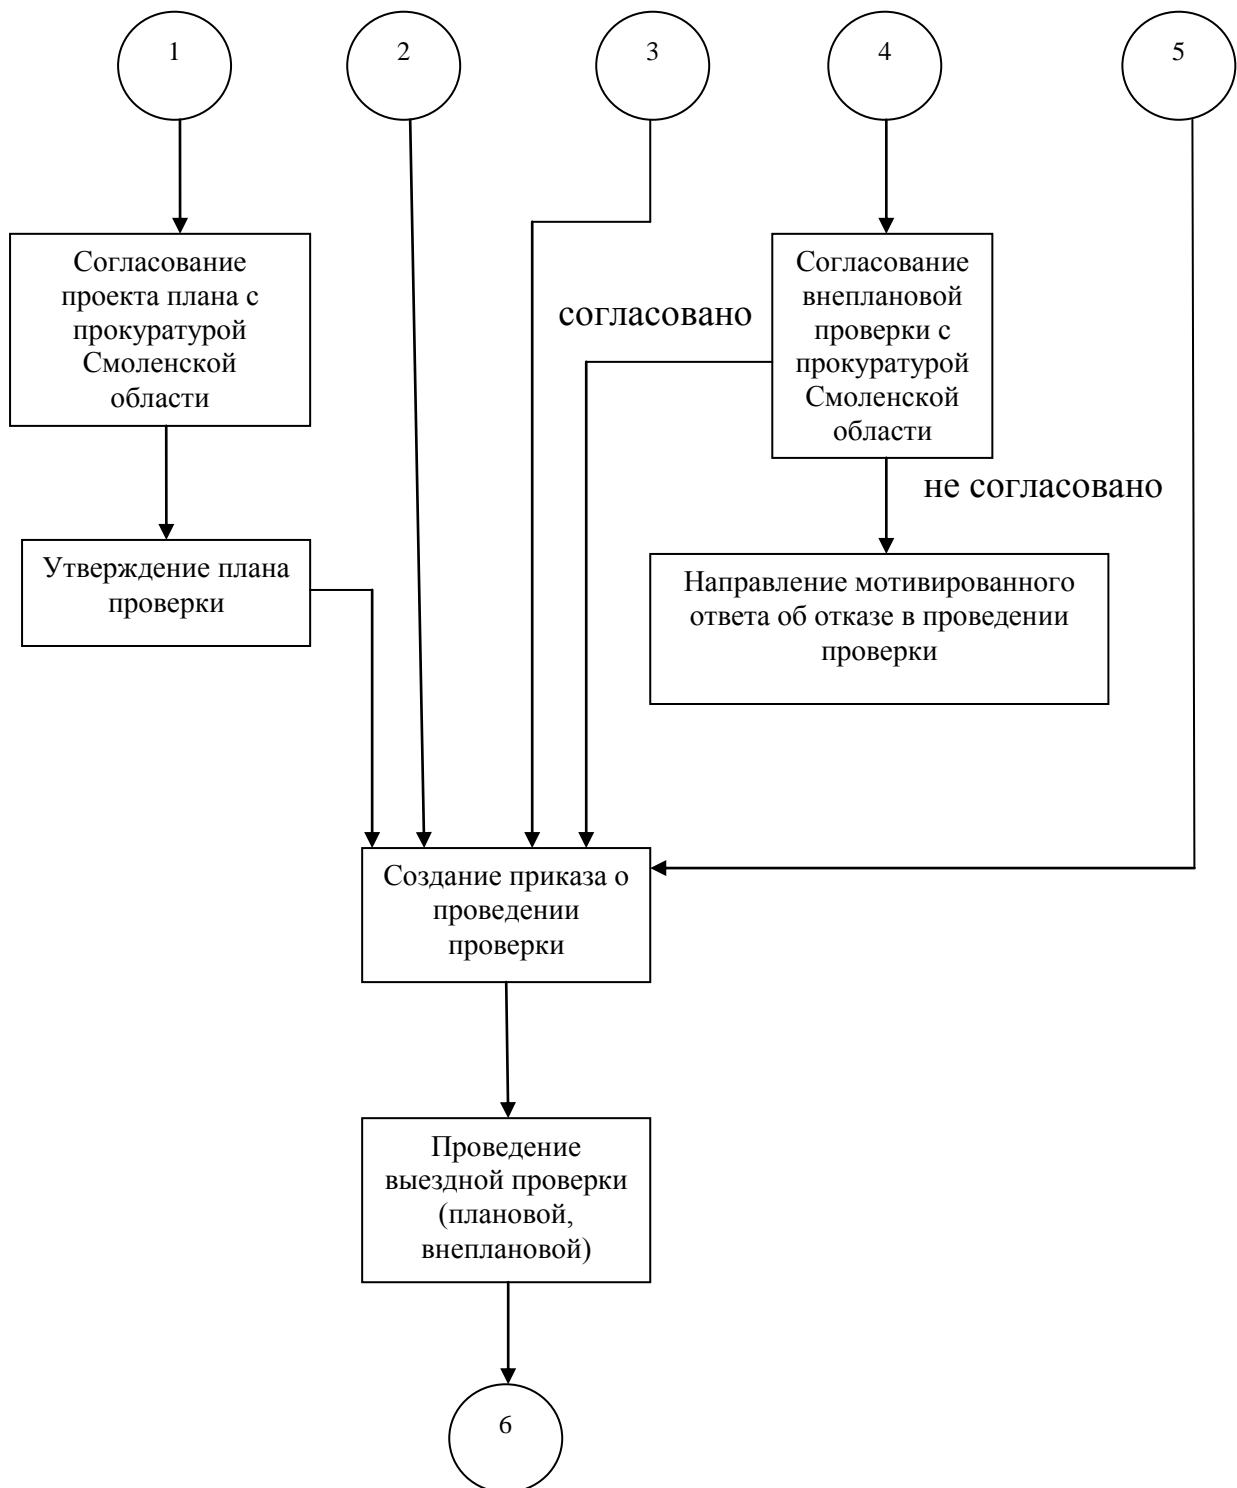 1
2
3
4
5
Согласование
проекта плана с
прокуратурой
Смоленской
области
согласовано
Согласование
внеплановой
проверки с
прокуратурой
Смоленской
области
не согласовано
Утверждение плана
проверки
Направление мотивированного
ответа об отказе в проведении
проверки
Создание приказа о
проведении
проверки
Проведение
выездной проверки
(плановой,
внеплановой)
6